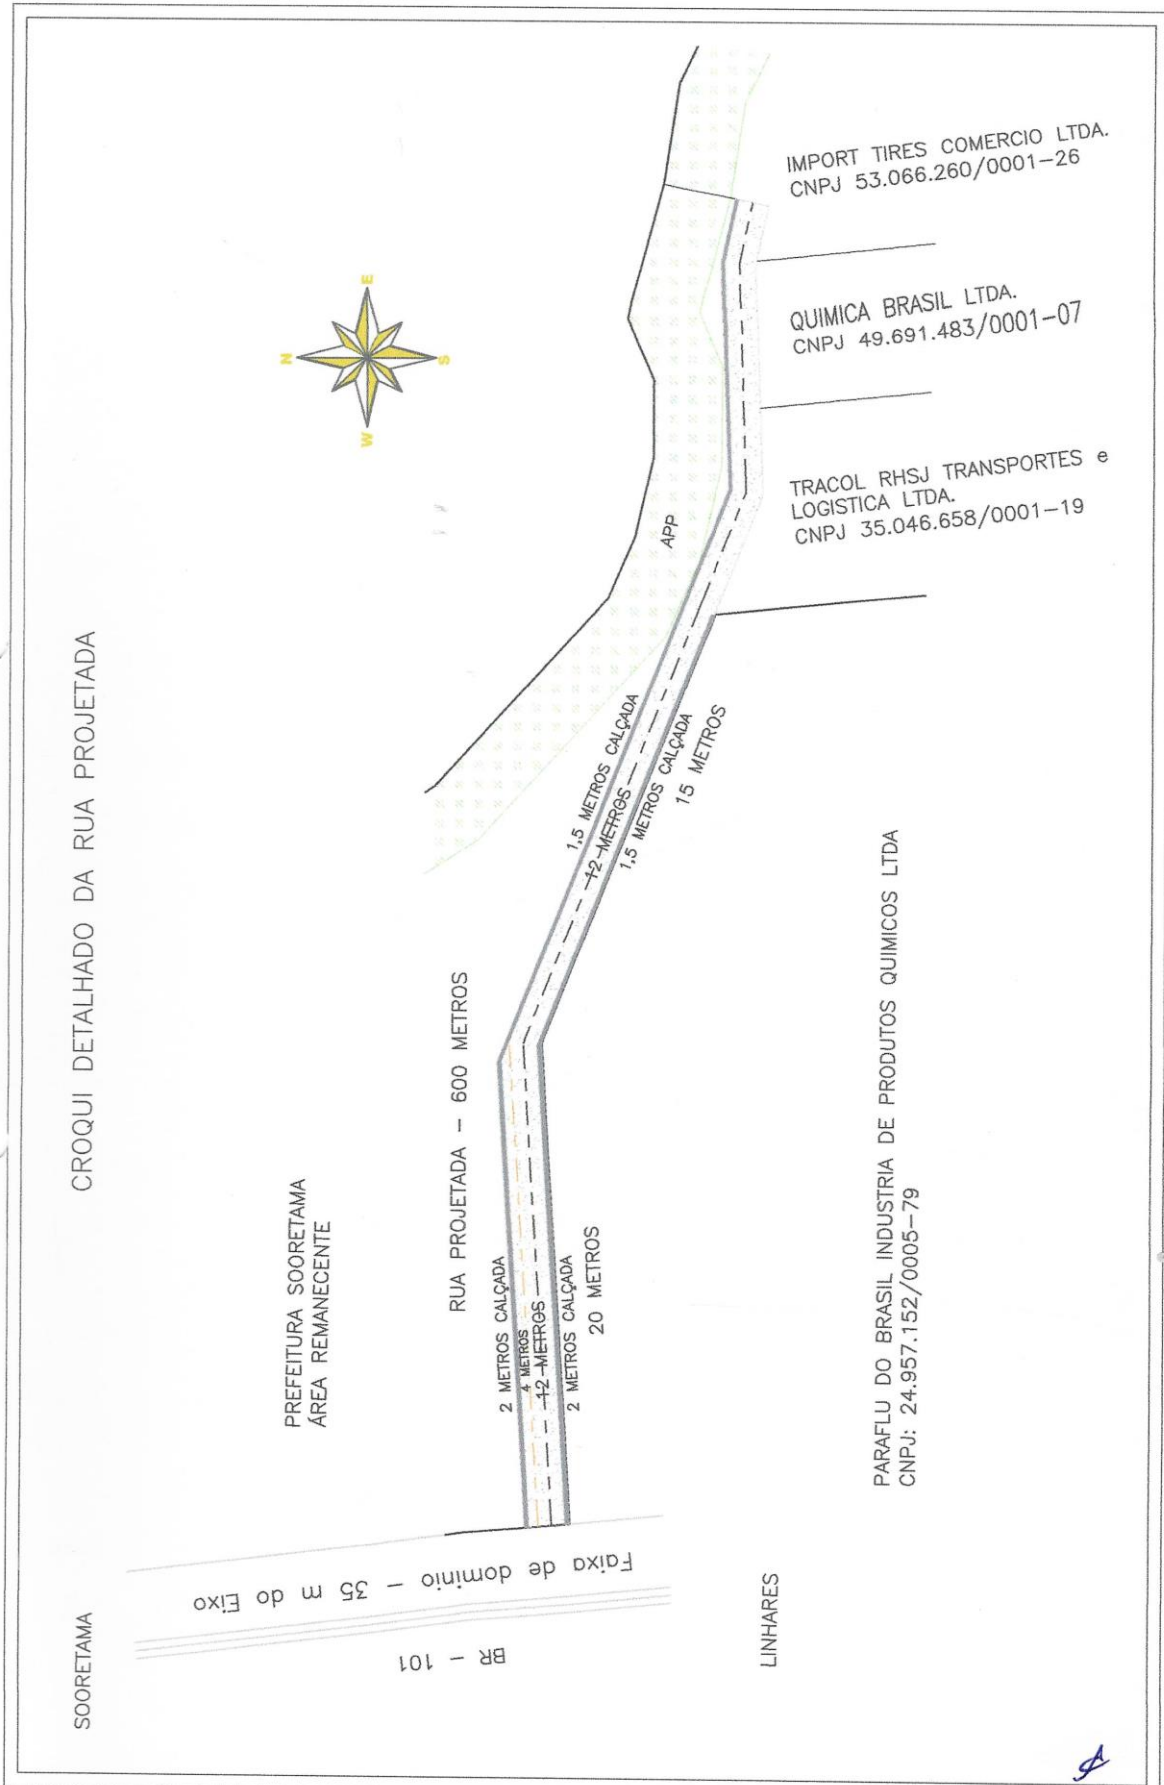 CROQUI DETALHADO DA RUA PROJETADA
SOORETAMA
PREFEITURA SOORETAMA
ÁREA REMANECENTE
N
W
E
S
RUA PROJETADA – 600 METROS
2 METROS CALÇADA
4 METROS
12 METROS
2 METROS CALÇADA
20 METROS
1,5 METROS CALÇADA
12 METROS
1,5 METROS CALÇADA
15 METROS
APP
Faixa de dominio – 35 m do Eixo
BR – 101
LINHARES
PARAFLU DO BRASIL INDUSTRIA DE PRODUTOS QUIMICOS LTDA
CNPJ: 24.957.152/0005–79
TRACOL RHSJ TRANSPORTES e
LOGISTICA LTDA.
CNPJ 35.046.658/0001–19
QUIMICA BRASIL LTDA.
CNPJ 49.691.483/0001–07
IMPORT TIRES COMERCIO LTDA.
CNPJ 53.066.260/0001–26